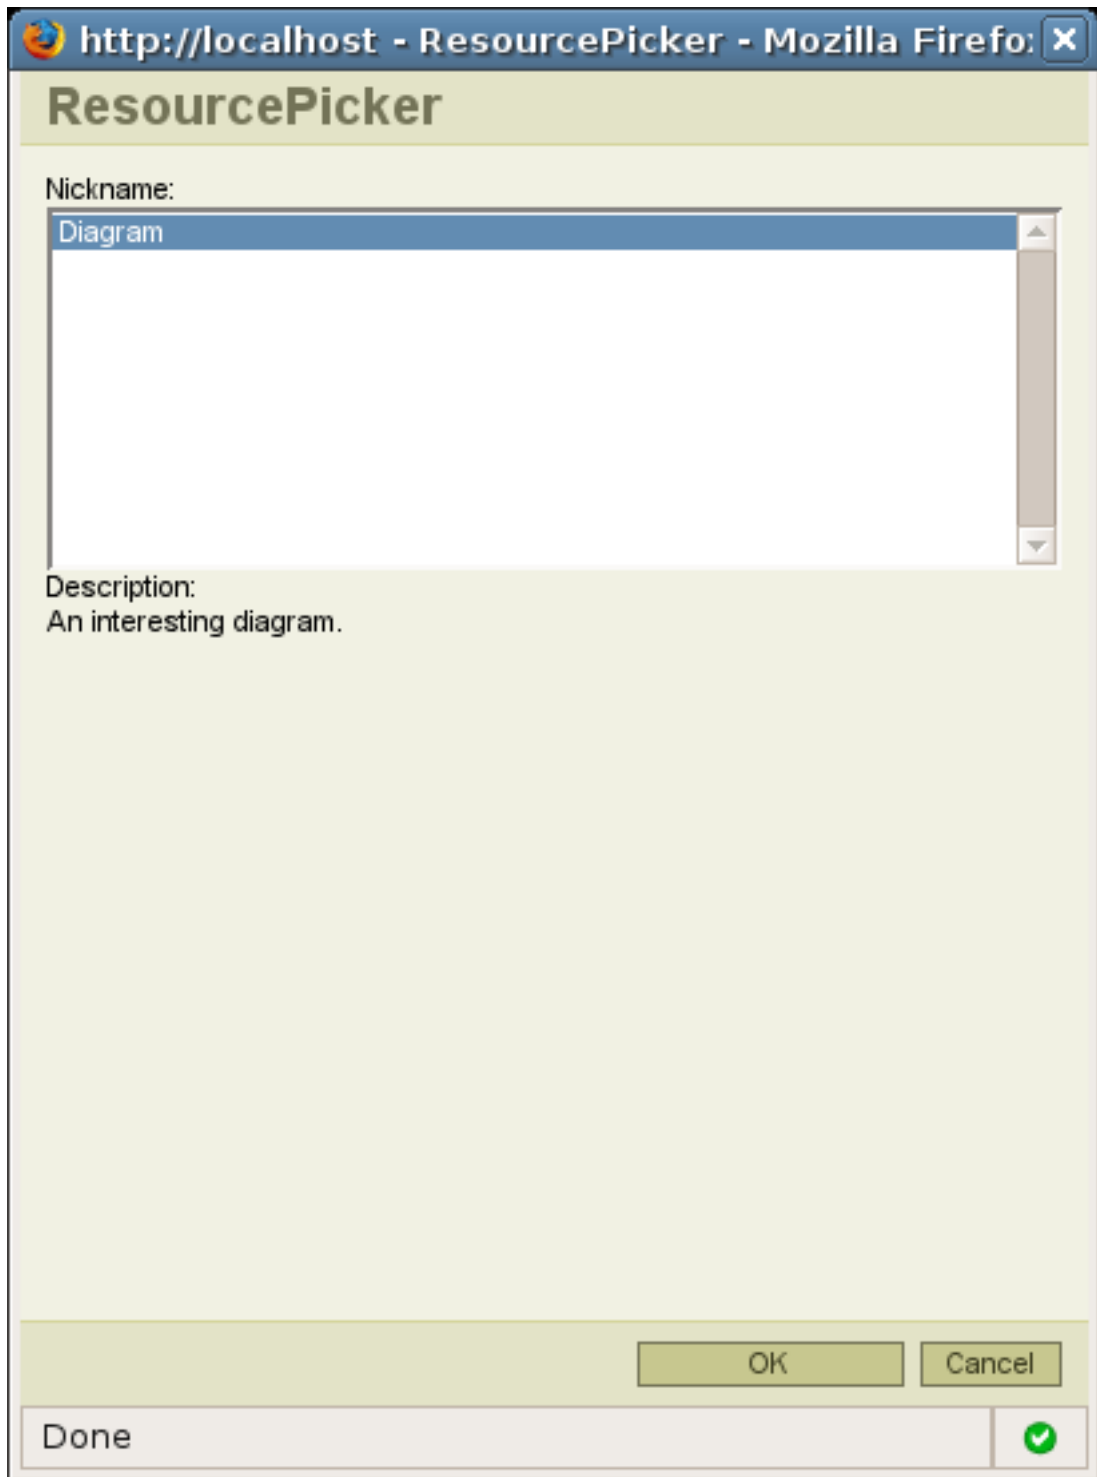 http://localhost - ResourcePicker - Mozilla Firefo
ResourcePicker
Nickname:
Diagram
Description:
An interesting diagram.
OK Cancel
Done